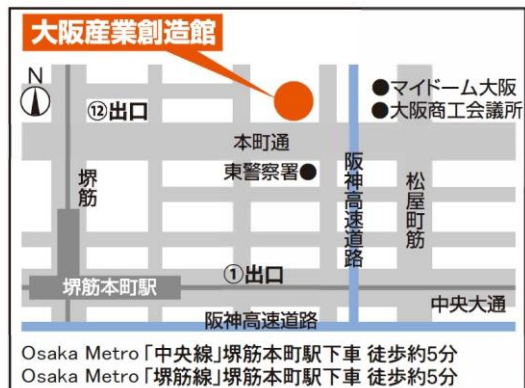 大阪産業創造館
N
⑫出口
●マイドーム大阪
●大阪商工会議所
本町通
東警察署●
堺筋
阪神高速道路
松屋町筋
①出口
堺筋本町駅
中央大通
阪神高速道路
Osaka Metro「中央線」堺筋本町駅下車 徒歩約5分
Osaka Metro「堺筋線」堺筋本町駅下車 徒歩約5分